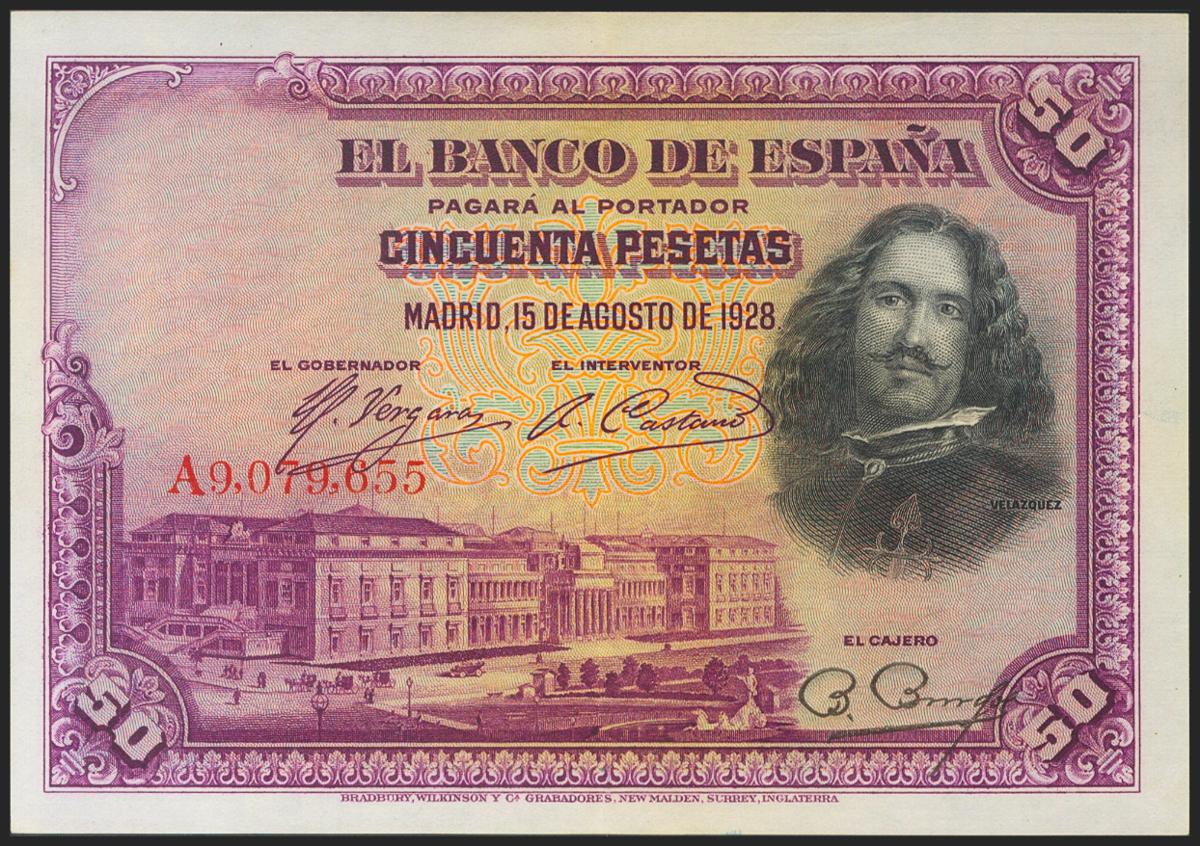 50
EL BANCO DE ESPAÑA
PAGARÁ AL PORTADOR
CINCUENTA PESETAS
MADRID, 15 DE AGOSTO DE 1928.
EL GOBERNADOR EL INTERVENTOR
A9,079,655
VELAZQUEZ
EL CAJERO
50 50
BRADBURY, WILKINSON Y Cª GRABADORES, NEW MALDEN, SURREY, INGLATERRA